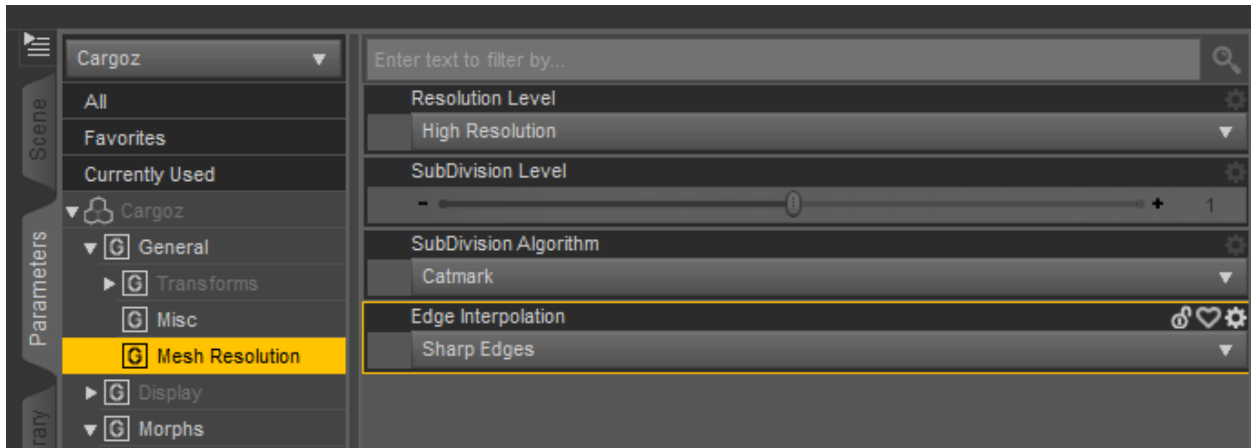 Scene
Parameters
rary
Cargoz
All
Favorites
Currently Used
Cargoz
G General
G Transforms
G Misc
G Mesh Resolution
G Display
G Morphs
Enter text to filter by...
Resolution Level
High Resolution
SubDivision Level
- + 1
SubDivision Algorithm
Catmark
Edge Interpolation
Sharp Edges